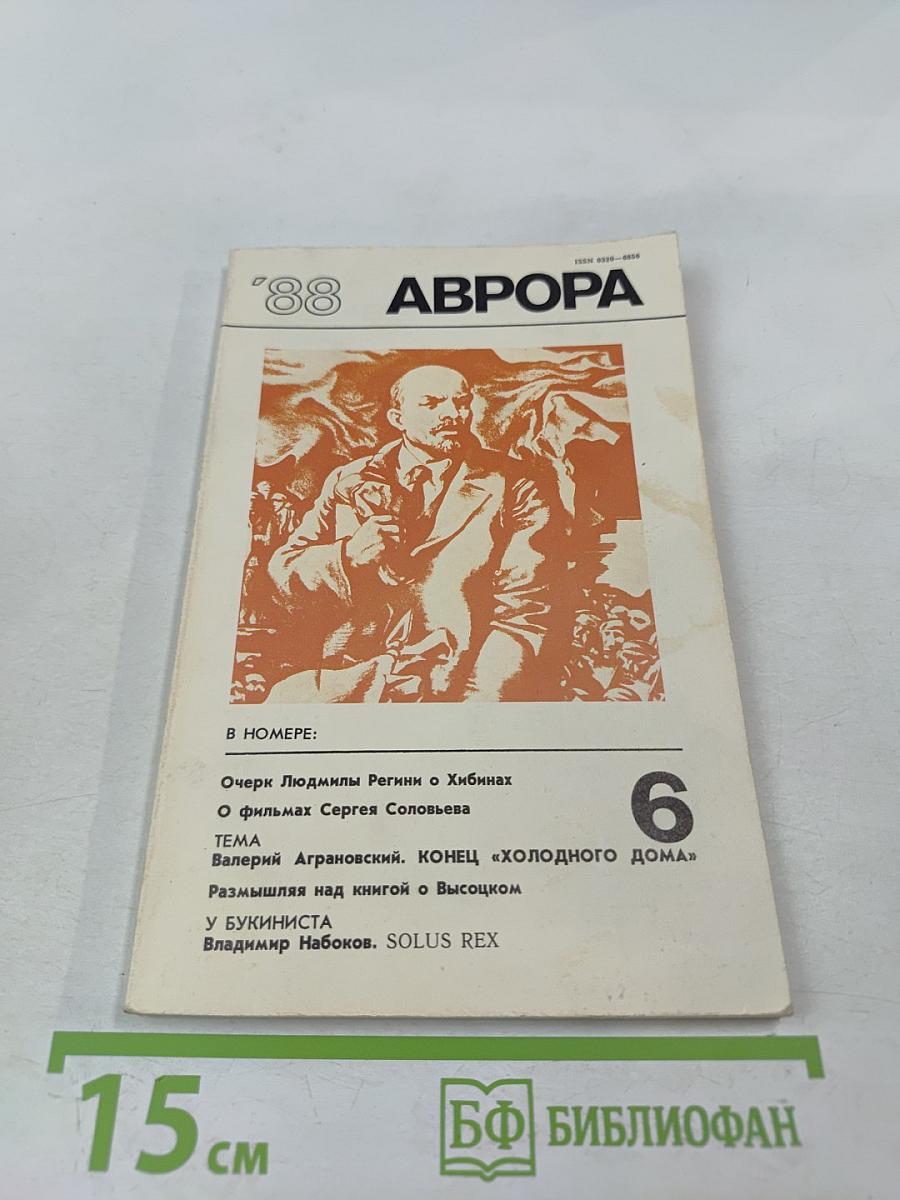 ISSN 0320—6858
'88 АВРОРА
В НОМЕРЕ:
Очерк Людмилы Регини о Хибинах
О фильмах Сергея Соловьева
6
ТЕМА
Валерий Аграновский. КОНЕЦ «ХОЛОДНОГО ДОМА»
Размышляя над книгой о Высоцком
У БУКИНИСТА
Владимир Набоков. SOLUS REX
15 см
БФ БИБЛИОФАН